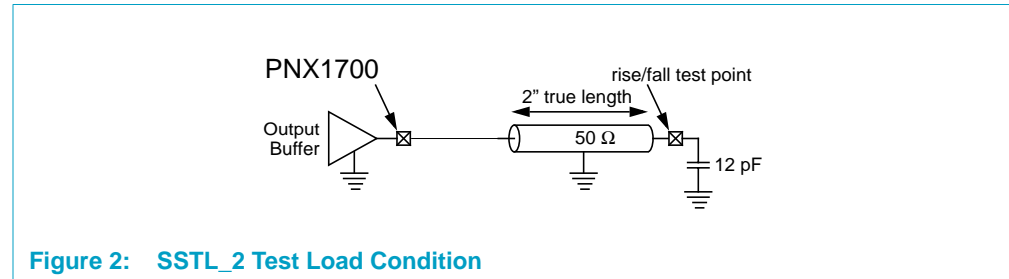 PNX1700
rise/fall test point
2” true length
Output
Buffer
50 Ω
12 pF
Figure 2: SSTL_2 Test Load Condition